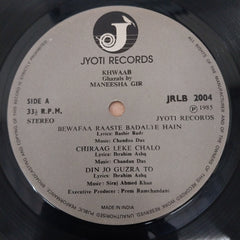 JYOTI RECORDS
KHWAAB
Ghazals by
MANEESHA GIR
JRLB 2004
SIDE A
33⅓ R.P.M.
STEREO
℗ 1985
JYOTI RECORDS
BEWAFAA RAASTE BADALTE HAIN
Lyrics: Bashir Badr
Music: Chandan Das
CHIRAAG LEKE CHALO
Lyrics: Ibrahim Ashq
Music: Chandan Das
DIN JO GUZRA TO
Lyrics: Ibrahim Ashq
Music: Siraj Ahmed Khan
Executive Producer: Prem Ramchandani
MADE IN INDIA